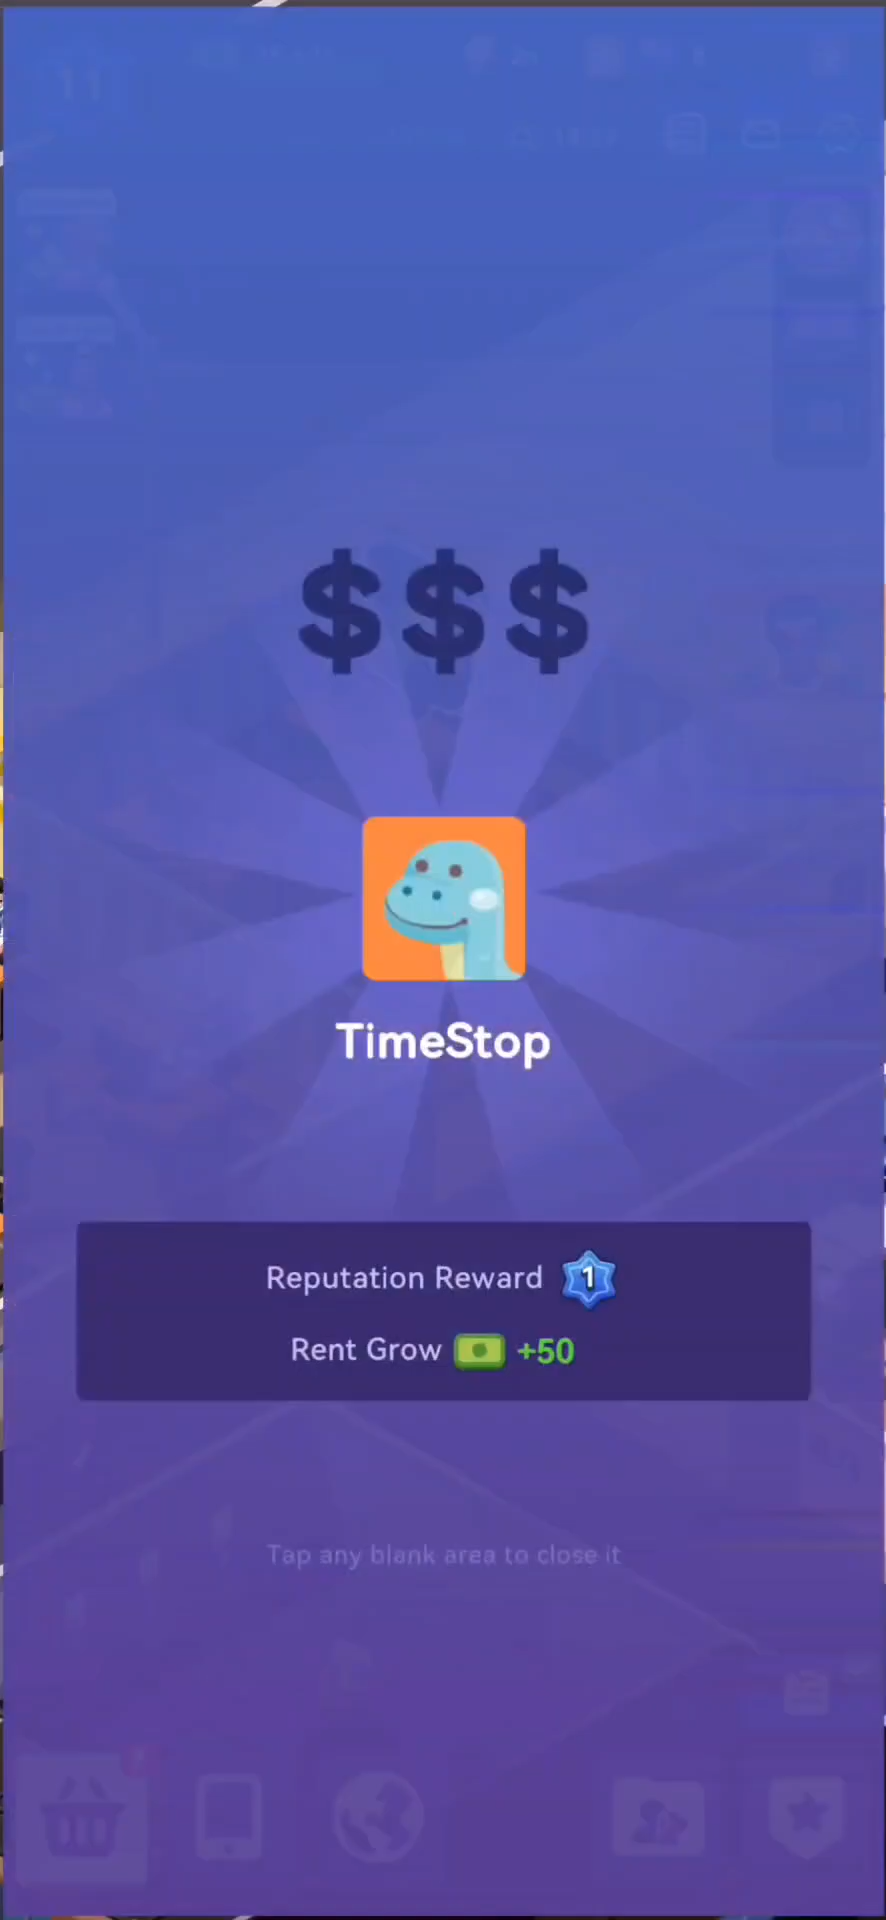 $$$
TimeStop
Reputation Reward 1
Rent Grow +50
Tap any blank area to close it